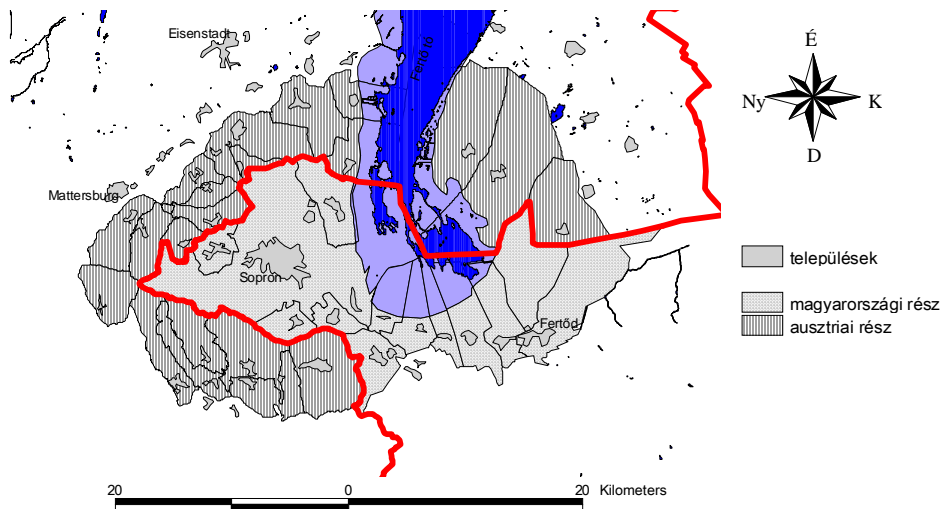 Eisenstadt
Fertő tó
É
Ny
K
D
Mattersburg
Sopron
Fertőd
települések
magyarországi rész
ausztriai rész
20
0
20
Kilometers